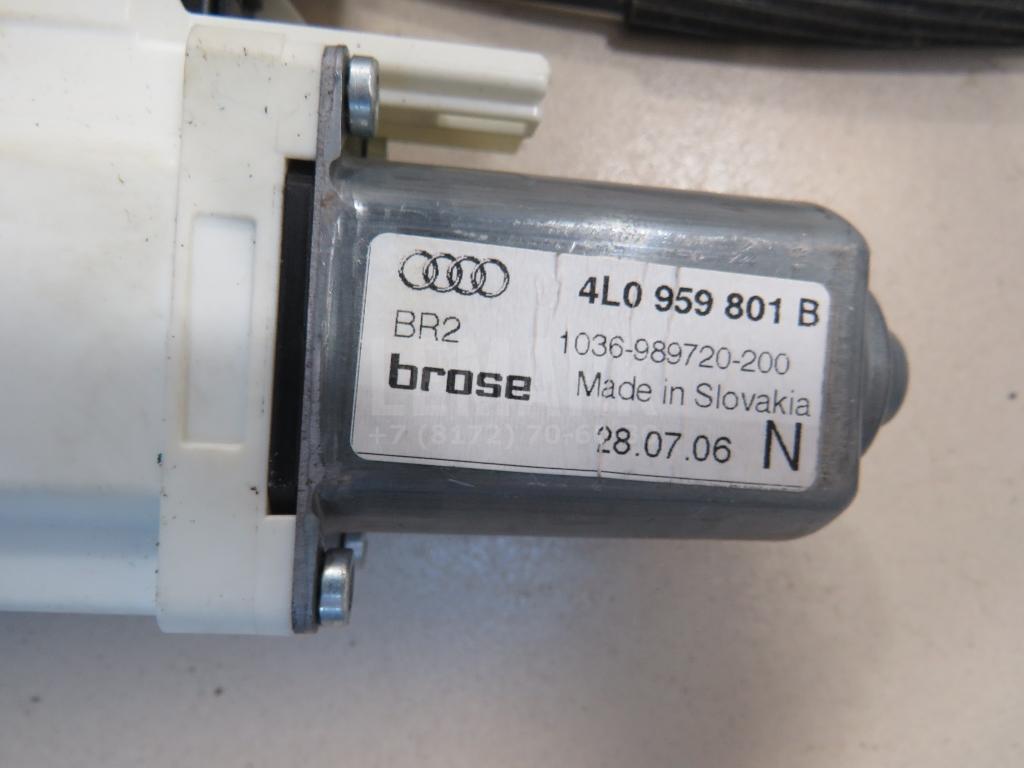 4L0 959 801 B
BR2
1036-989720-200
brose
Made in Slovakia
28.07.06 N